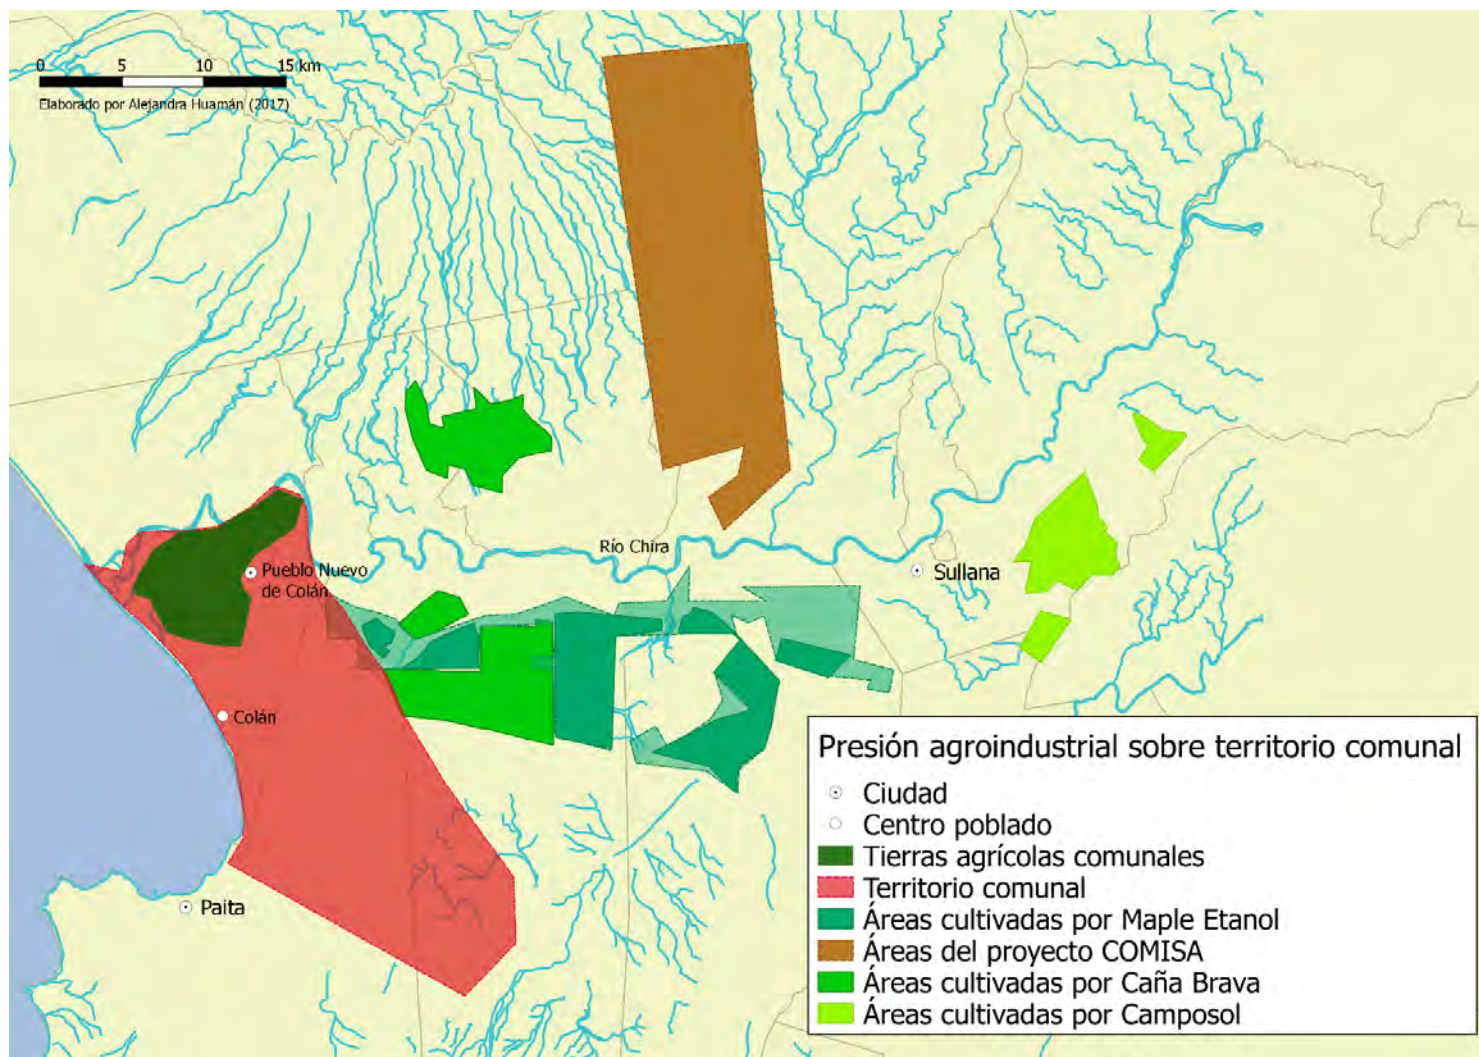 0 5 10 15 km
Elaborado por Alejandra Huamán (2017)
Río Chira
Pueblo Nuevo
de Colán
Sullana
Colán
Paita
Presión agroindustrial sobre territorio comunal
Ciudad
Centro poblado
Tierras agrícolas comunales
Territorio comunal
Áreas cultivadas por Maple Etanol
Áreas del proyecto COMISA
Áreas cultivadas por Caña Brava
Áreas cultivadas por Camposol